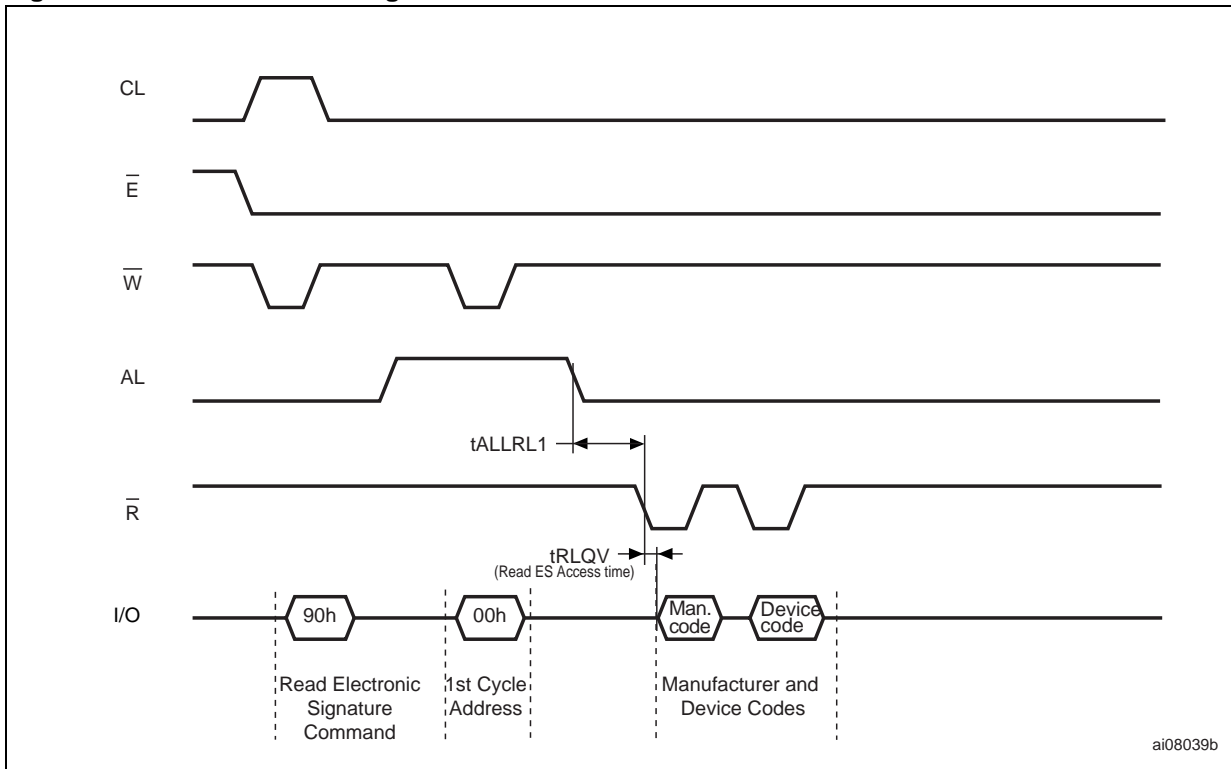 CL
E
W
AL
tALLRL1
R
tRLQV
(Read ES Access time)
I/O
90h
00h
Man.
code
Device
code
Read Electronic
Signature
Command
1st Cycle
Address
Manufacturer and
Device Codes
ai08039b